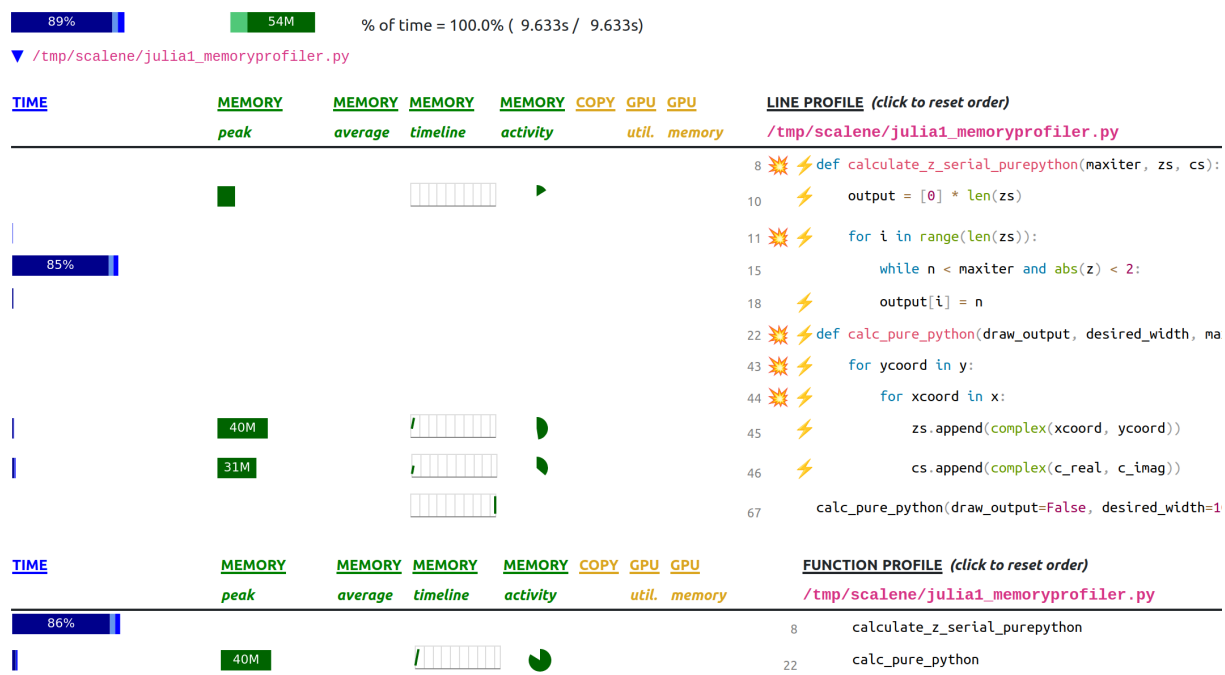 89% 54M % of time = 100.0% ( 9.633s / 9.633s)
▼ /tmp/scalene/julia1_memoryprofiler.py
TIME MEMORY MEMORY MEMORY MEMORY COPY GPU GPU LINE PROFILE (click to reset order)
peak average timeline activity util. memory /tmp/scalene/julia1_memoryprofiler.py
8 💥 ⚡ def calculate_z_serial_purepython(maxiter, zs, cs):
10 ⚡ output = [0] * len(zs)
11 💥 ⚡ for i in range(len(zs)):
85% 15 while n < maxiter and abs(z) < 2:
18 ⚡ output[i] = n
22 💥 ⚡ def calc_pure_python(draw_output, desired_width, ma
43 💥 ⚡ for ycoord in y:
44 💥 ⚡ for xcoord in x:
40M 45 ⚡ zs.append(complex(xcoord, ycoord))
31M 46 ⚡ cs.append(complex(c_real, c_imag))
67 calc_pure_python(draw_output=False, desired_width=1
TIME MEMORY MEMORY MEMORY MEMORY COPY GPU GPU FUNCTION PROFILE (click to reset order)
peak average timeline activity util. memory /tmp/scalene/julia1_memoryprofiler.py
86% 8 calculate_z_serial_purepython
40M 22 calc_pure_python